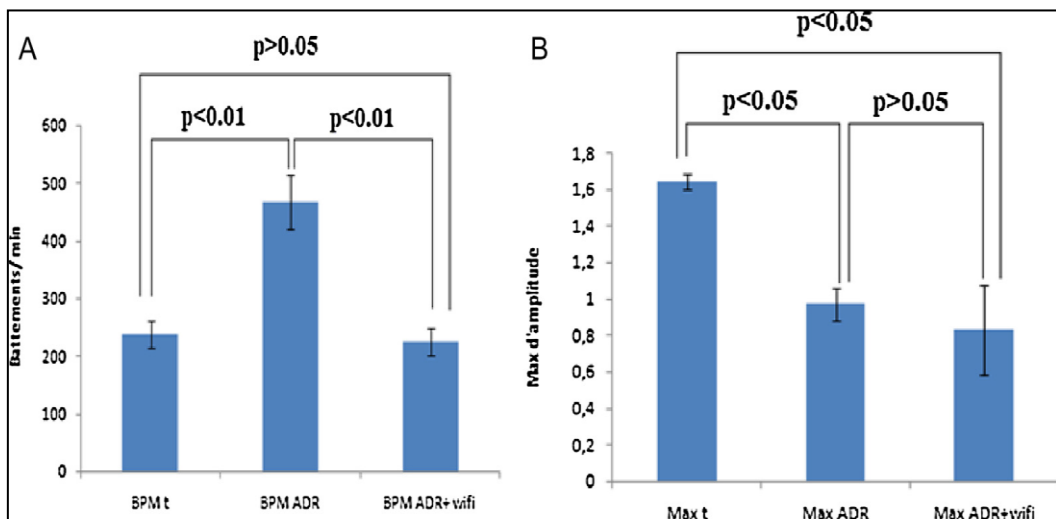 A
p>0.05
p<0.01
p<0.01
600
500
400
300
200
100
0
Battements/min
BPM t
BPM ADR
BPM ADR+wifi
B
p<0.05
p<0.05
p>0.05
1,8
1,6
1,4
1,2
1
0,8
0,6
0,4
0,2
0
Max d'amplitude
Max t
Max ADR
Max ADR+wifi